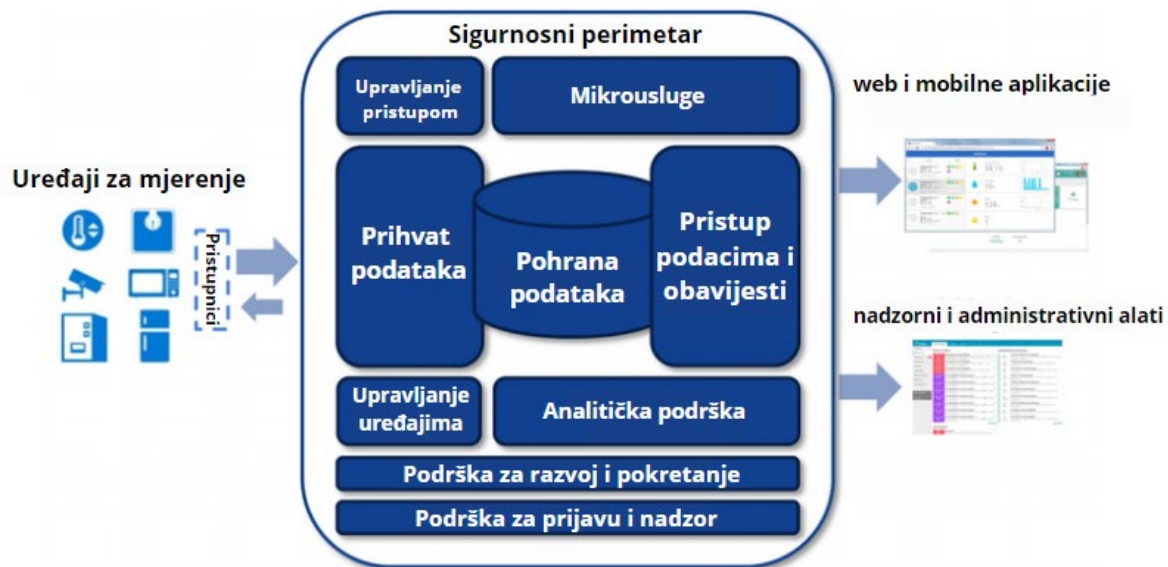 Sigurnosni perimetar
Upravljanje
pristupom
Mikrousluge
web i mobilne aplikacije
Uređaji za mjerenje
Pristupnici
Prihvat
podataka
Pohrana
podataka
Pristup
podacima i
obavijesti
nadzorni i administrativni alati
Upravljanje
uređajima
Analitička podrška
Podrška za razvoj i pokretanje
Podrška za prijavu i nadzor